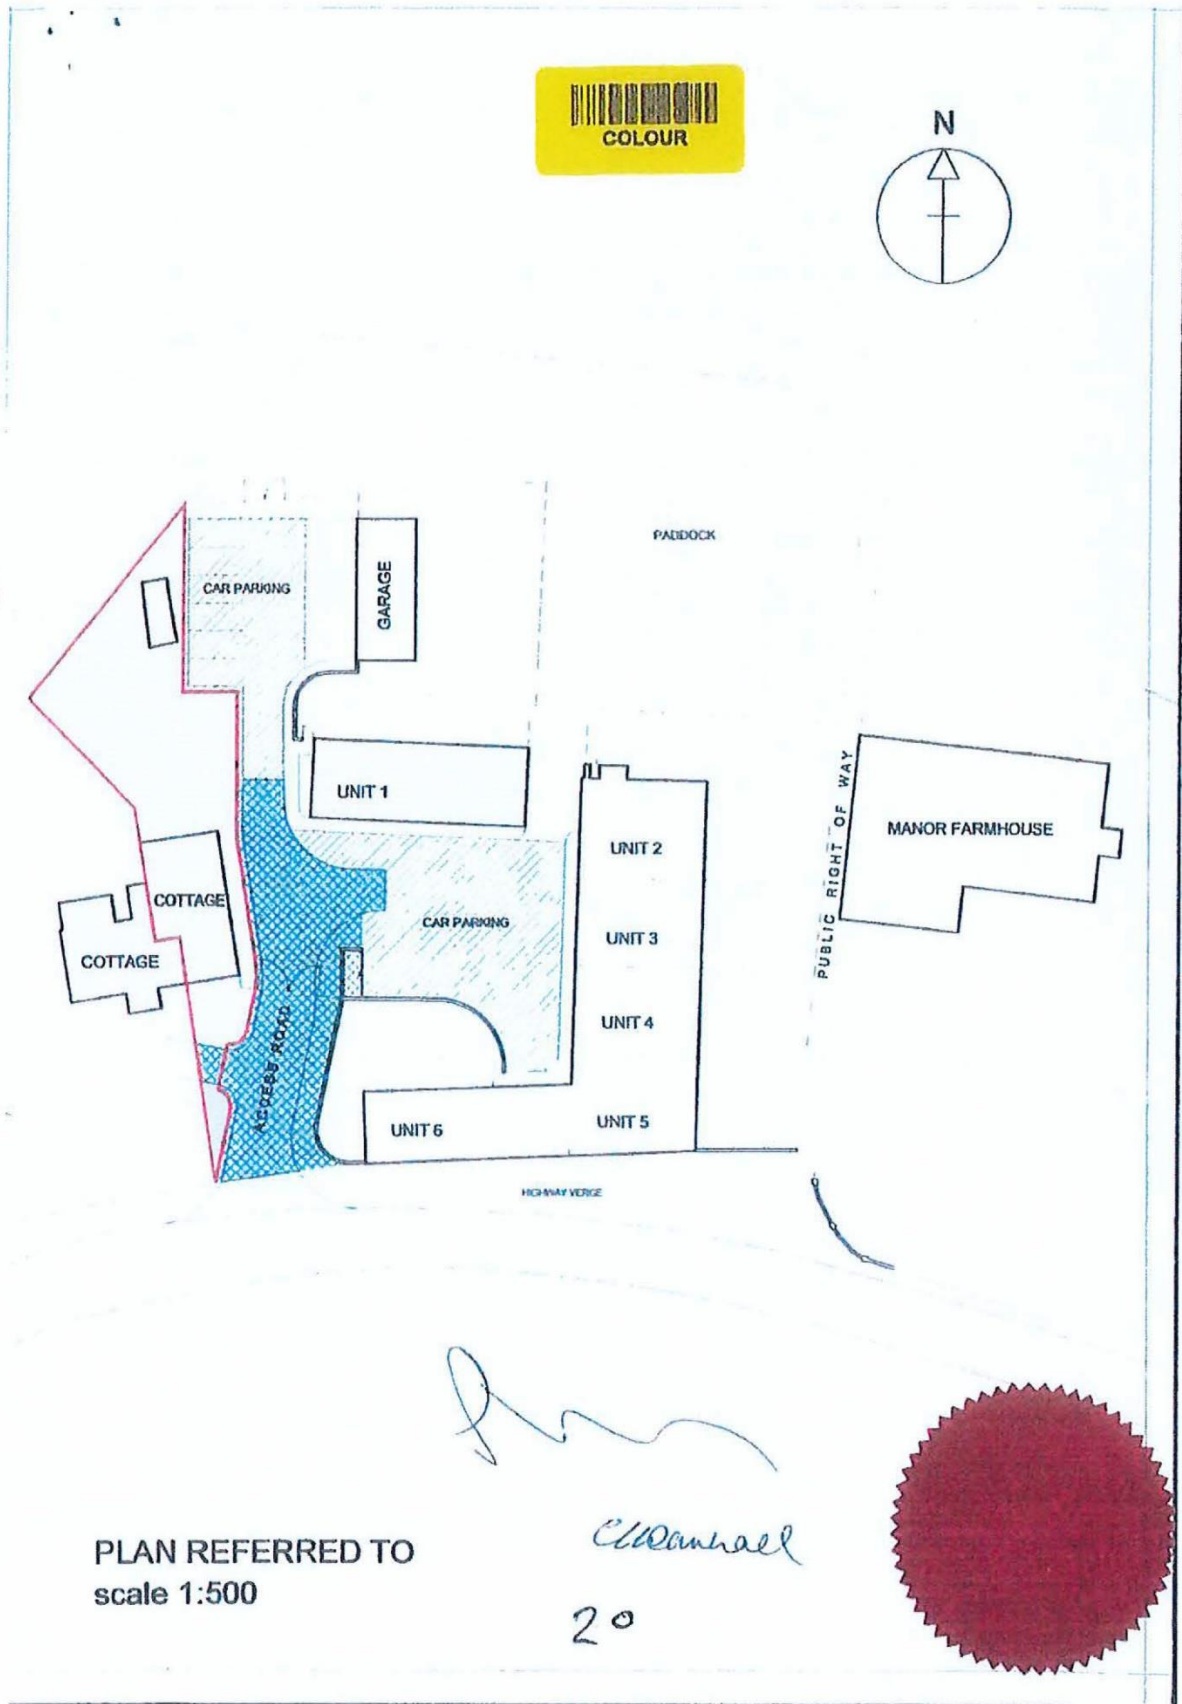 COLOUR
N
PADDOCK
CAR PARKING
GARAGE
UNIT 1
PUBLIC RIGHT OF WAY
MANOR FARMHOUSE
UNIT 2
COTTAGE
CAR PARKING
UNIT 3
COTTAGE
ACCESS ROAD
UNIT 4
UNIT 6
UNIT 5
HIGHWAY VERGE
PLAN REFERRED TO
scale 1:500
2°